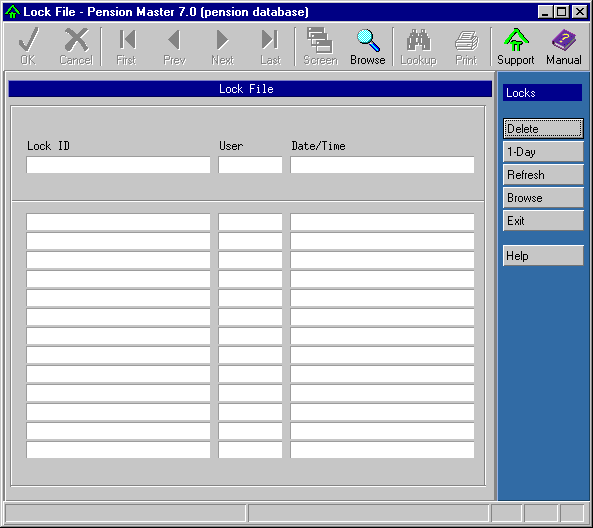 Lock File - Pension Master 7.0 (pension database)
OK Cancel First Prev Next Last Screen Browse Lookup Print Support Manual
Lock File
Locks
Lock ID User Date/Time
Delete
1-Day
Refresh
Browse
Exit
Help